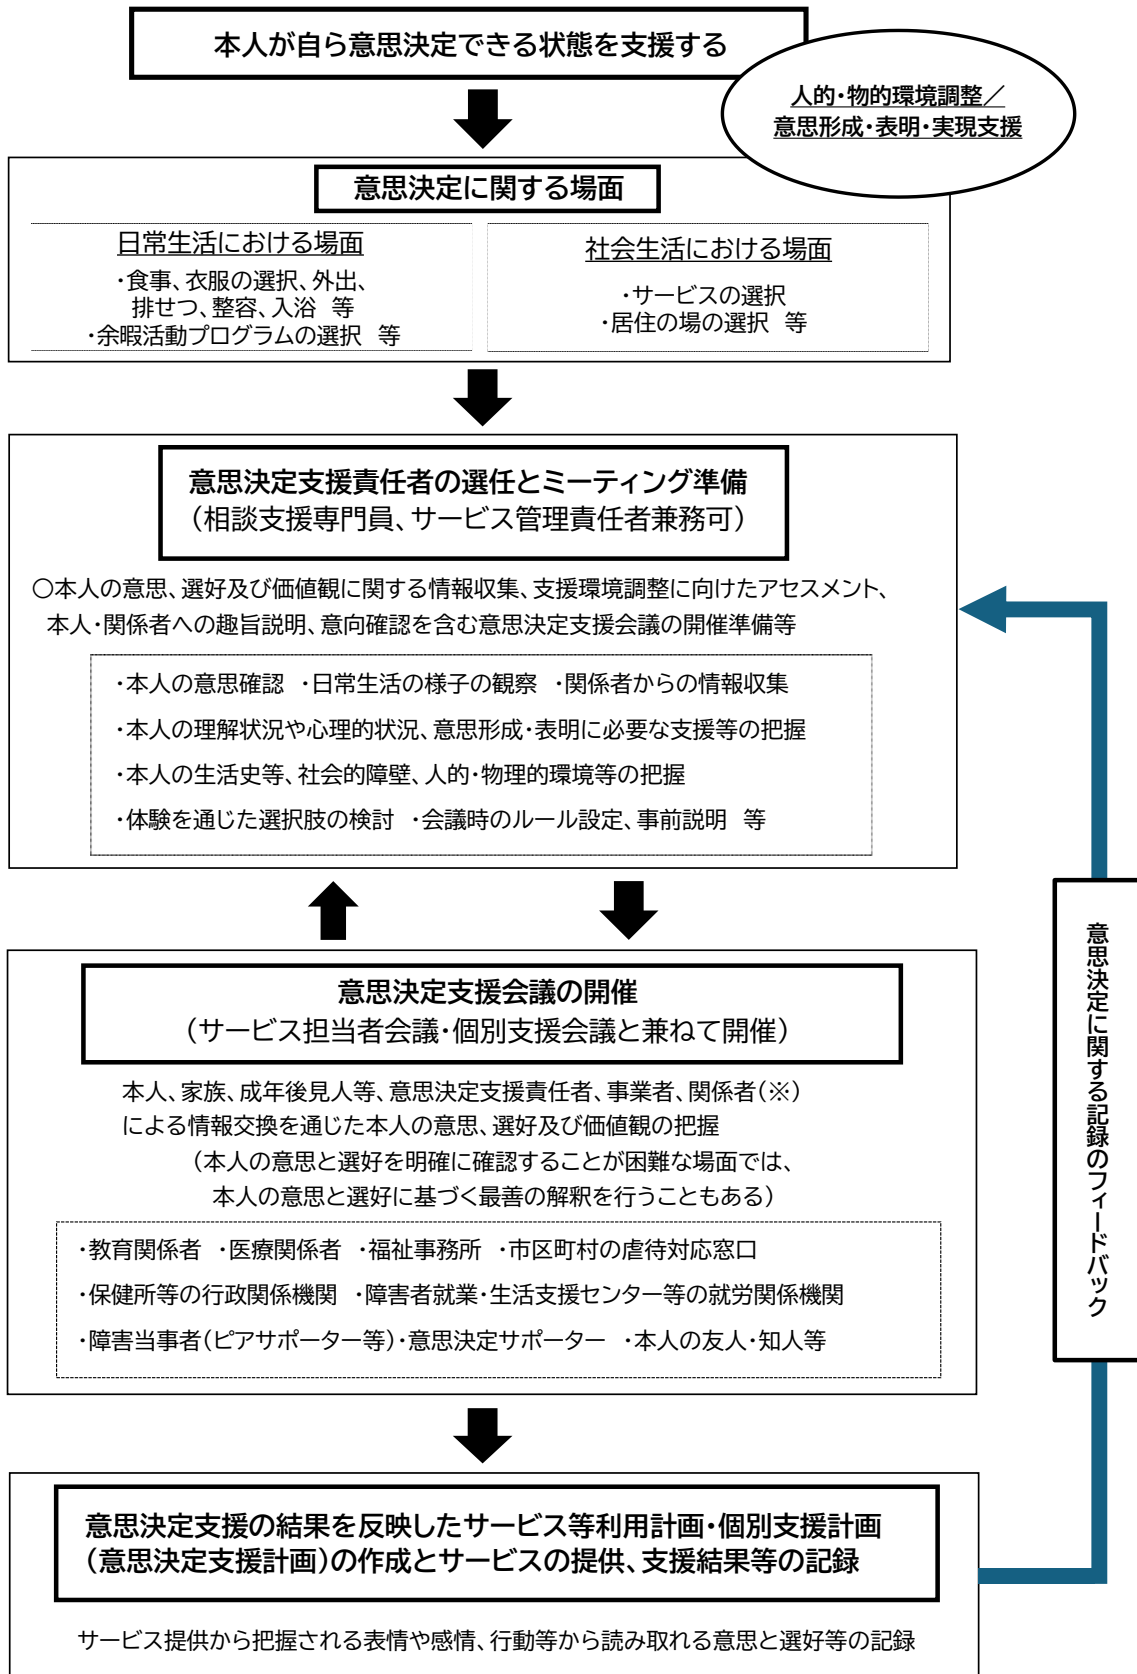 本人が自ら意思決定できる状態を支援する
人的・物的環境調整／
意思形成・表明・実現支援
意思決定に関する場面
日常生活における場面
・食事、衣服の選択、外出、
排せつ、整容、入浴　等
・余暇活動プログラムの選択　等
社会生活における場面
・サービスの選択
・居住の場の選択　等
意思決定支援責任者の選任とミーティング準備
（相談支援専門員、サービス管理責任者兼務可）
〇本人の意思、選好及び価値観に関する情報収集、支援環境調整に向けたアセスメント、
本人・関係者への趣旨説明、意向確認を含む意思決定支援会議の開催準備等
・本人の意思確認　・日常生活の様子の観察　・関係者からの情報収集
・本人の理解状況や心理的状況、意思形成・表明に必要な支援等の把握
・本人の生活史等、社会的障壁、人的・物理的環境等の把握
・体験を通じた選択肢の検討　・会議時のルール設定、事前説明　等
意思決定支援会議の開催
（サービス担当者会議・個別支援会議と兼ねて開催）
本人、家族、成年後見人等、意思決定支援責任者、事業者、関係者（※）
による情報交換を通じた本人の意思、選好及び価値観の把握
（本人の意思と選好を明確に確認することが困難な場面では、
本人の意思と選好に基づく最善の解釈を行うこともある）
・教育関係者　・医療関係者　・福祉事務所　・市区町村の虐待対応窓口
・保健所等の行政関係機関　・障害者就業・生活支援センター等の就労関係機関
・障害当事者（ピアサポーター等）・意思決定サポーター　・本人の友人・知人等
意思決定支援の結果を反映したサービス等利用計画・個別支援計画
（意思決定支援計画）の作成とサービスの提供、支援結果等の記録
サービス提供から把握される表情や感情、行動等から読み取れる意思と選好等の記録
意思決定に関する記録のフィードバック